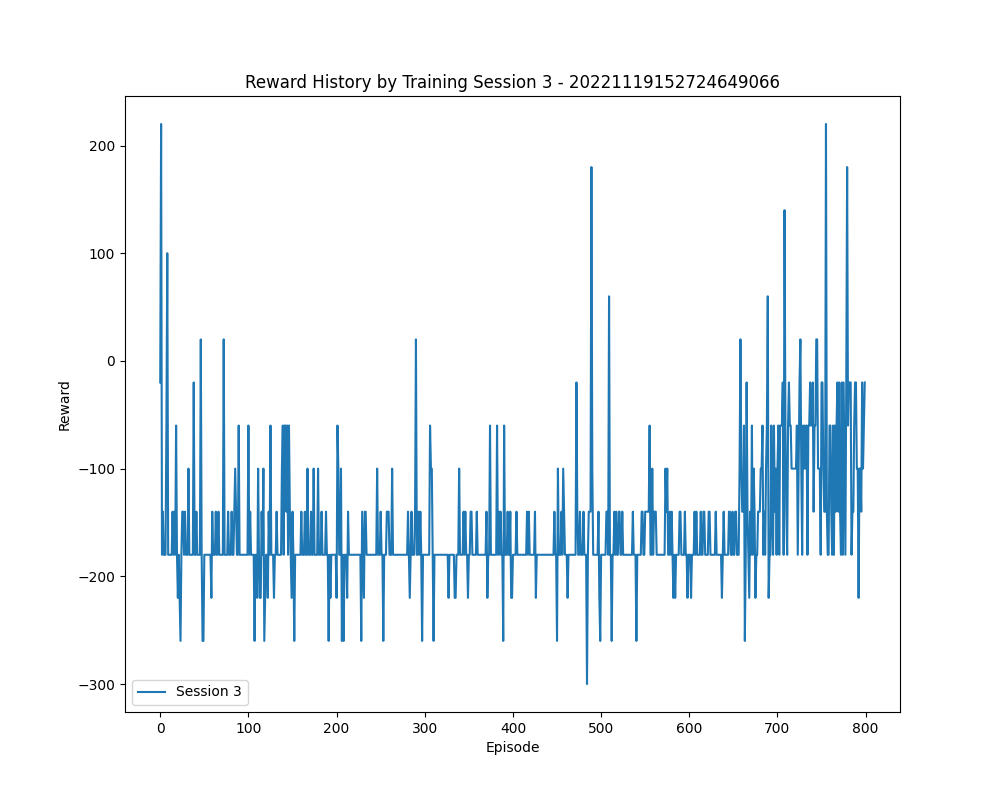 Reward History by Training Session 3 - 20221119152724649066
Reward
200
100
0
−100
−200
−300
Session 3
0 100 200 300 400 500 600 700 800
Episode